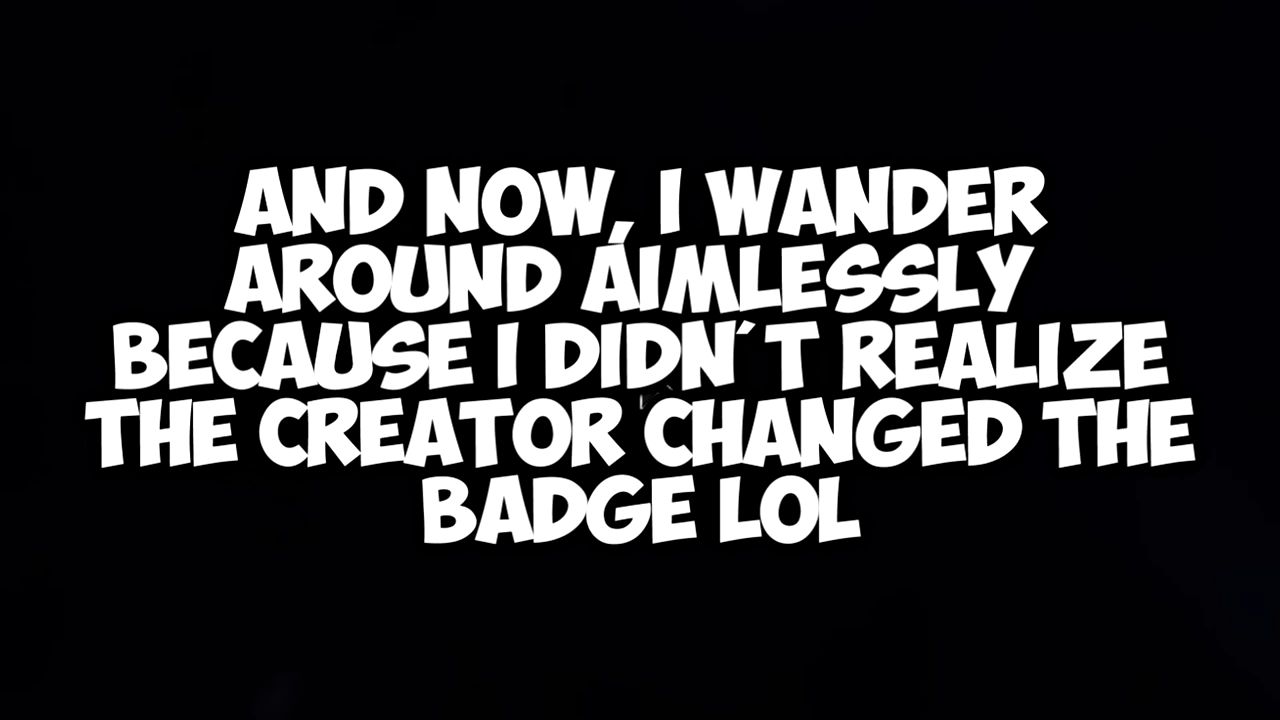 AND NOW, I WANDER
AROUND AIMLESSLY
BECAUSE I DIDN'T REALIZE
THE CREATOR CHANGED THE
BADGE LOL